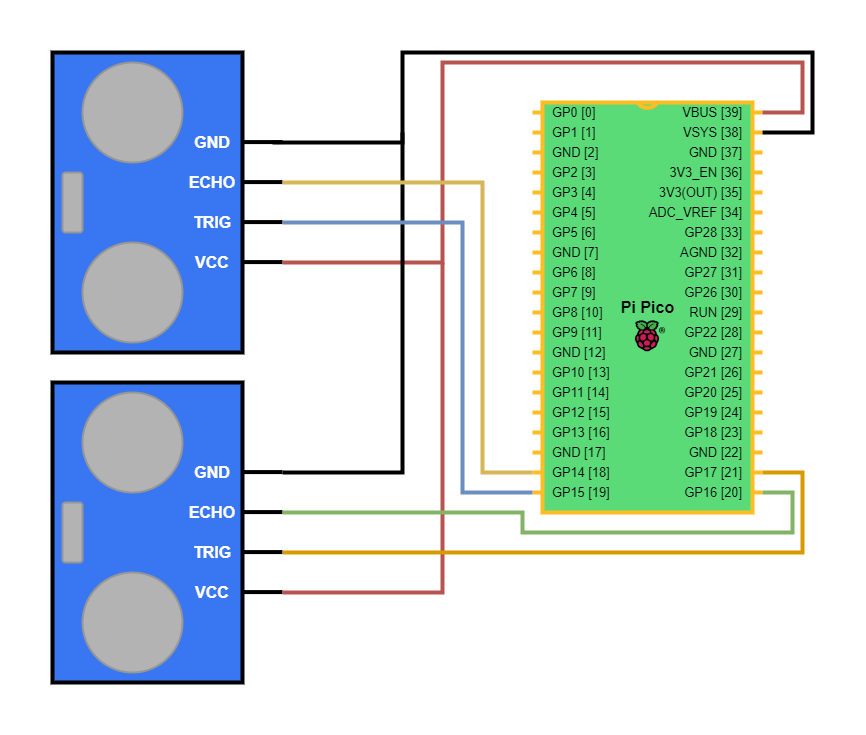 GND
ECHO
TRIG
VCC
GND
ECHO
TRIG
VCC
GP0 [0]
GP1 [1]
GND [2]
GP2 [3]
GP3 [4]
GP4 [5]
GP5 [6]
GND [7]
GP6 [8]
GP7 [9]
GP8 [10]
GP9 [11]
GND [12]
GP10 [13]
GP11 [14]
GP12 [15]
GP13 [16]
GND [17]
GP14 [18]
GP15 [19]
Pi Pico
®
VBUS [39]
VSYS [38]
GND [37]
3V3_EN [36]
3V3(OUT) [35]
ADC_VREF [34]
GP28 [33]
AGND [32]
GP27 [31]
GP26 [30]
RUN [29]
GP22 [28]
GND [27]
GP21 [26]
GP20 [25]
GP19 [24]
GP18 [23]
GND [22]
GP17 [21]
GP16 [20]